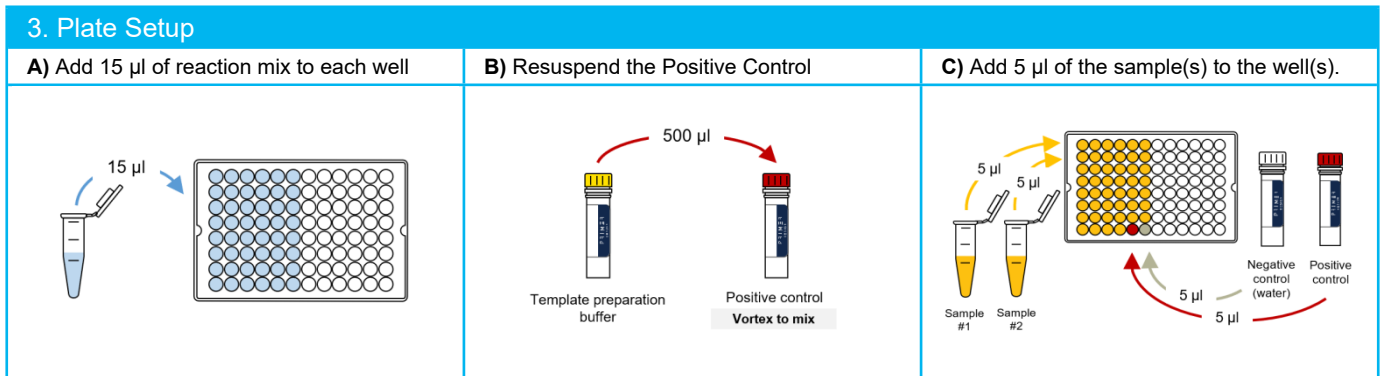 3. Plate Setup
A) Add 15 µl of reaction mix to each well
B) Resuspend the Positive Control
C) Add 5 µl of the sample(s) to the well(s).
15 µl
500 µl
Template preparation
buffer
Positive control
Vortex to mix
5 µl
5 µl
Sample
#1
Sample
#2
Negative
control
(water)
Positive
control
5 µl
5 µl